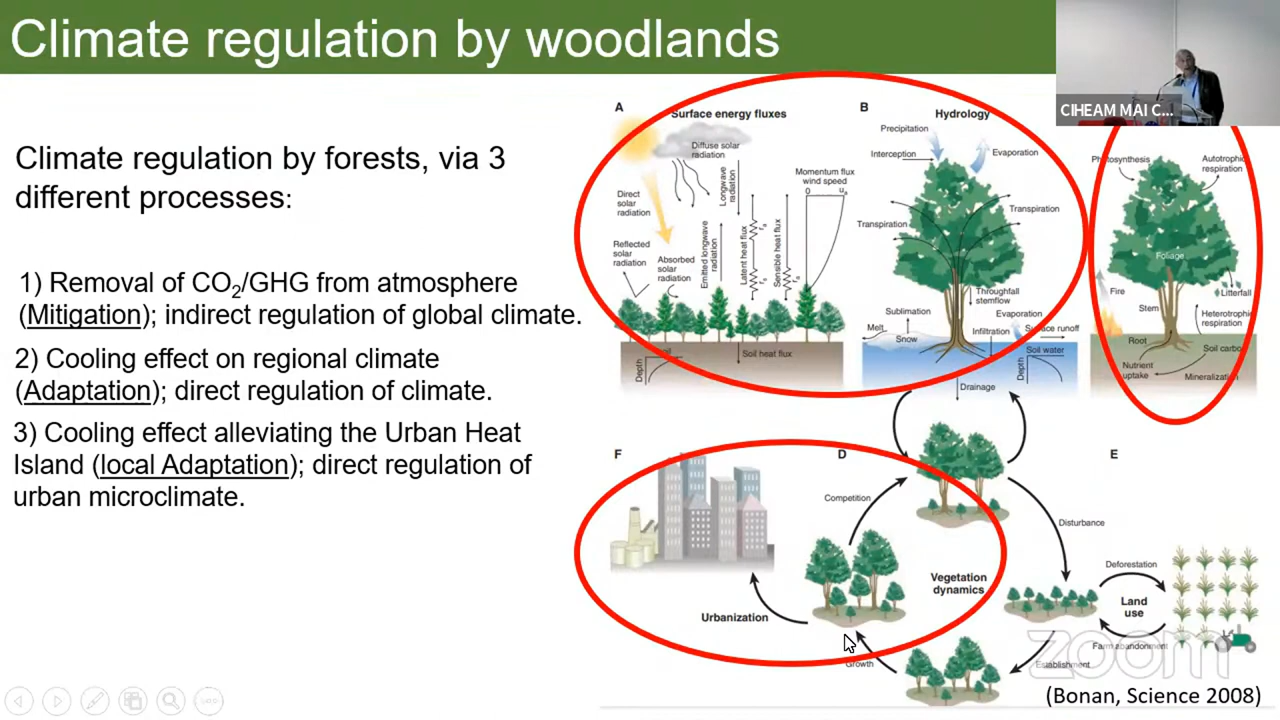 Climate regulation by woodlands
CIHEAM MAI C...
Climate regulation by forests, via 3
different processes:
1) Removal of CO2/GHG from atmosphere
(Mitigation); indirect regulation of global climate.
2) Cooling effect on regional climate
(Adaptation); direct regulation of climate.
3) Cooling effect alleviating the Urban Heat
Island (local Adaptation); direct regulation of
urban microclimate.
A
Surface energy fluxes
Diffuse solar
radiation
Direct
solar
radiation
Reflected
solar
radiation
Absorbed
solar
radiation
Emitted longwave
radiation
Longwave
radiation
Latent heat flux
Sensible heat flux
Momentum flux
wind speed
0
Depth
Soil heat flux
B
Hydrology
Precipitation
Interception
Evaporation
Transpiration
Transpiration
Throughfall
stemflow
Sublimation
Evaporation
Melt
Snow
Infiltration
Surface runoff
Soil water
Depth
Drainage
Photosynthesis
Autotrophic
respiration
Foliage
Fire
Stem
Litterfall
Heterotrophic
respiration
Root
Nutrient
uptake
Soil carbon
Mineralization
F
D
E
Competition
Disturbance
Vegetation
dynamics
Urbanization
Growth
Establishment
Deforestation
Land
use
Farm abandonment
zoom
(Bonan, Science 2008)